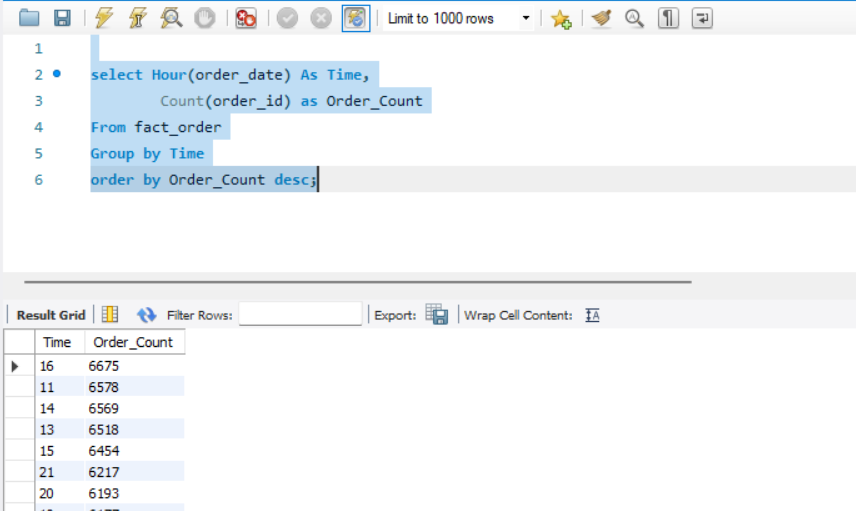 Limit to 1000 rows
1
2 select Hour(order_date) As Time,
3 Count(order_id) as Order_Count
4 From fact_order
5 Group by Time
6 order by Order_Count desc;
Result Grid Filter Rows: Export: Wrap Cell Content:
Time Order_Count
16 6675
11 6578
14 6569
13 6518
15 6454
21 6217
20 6193